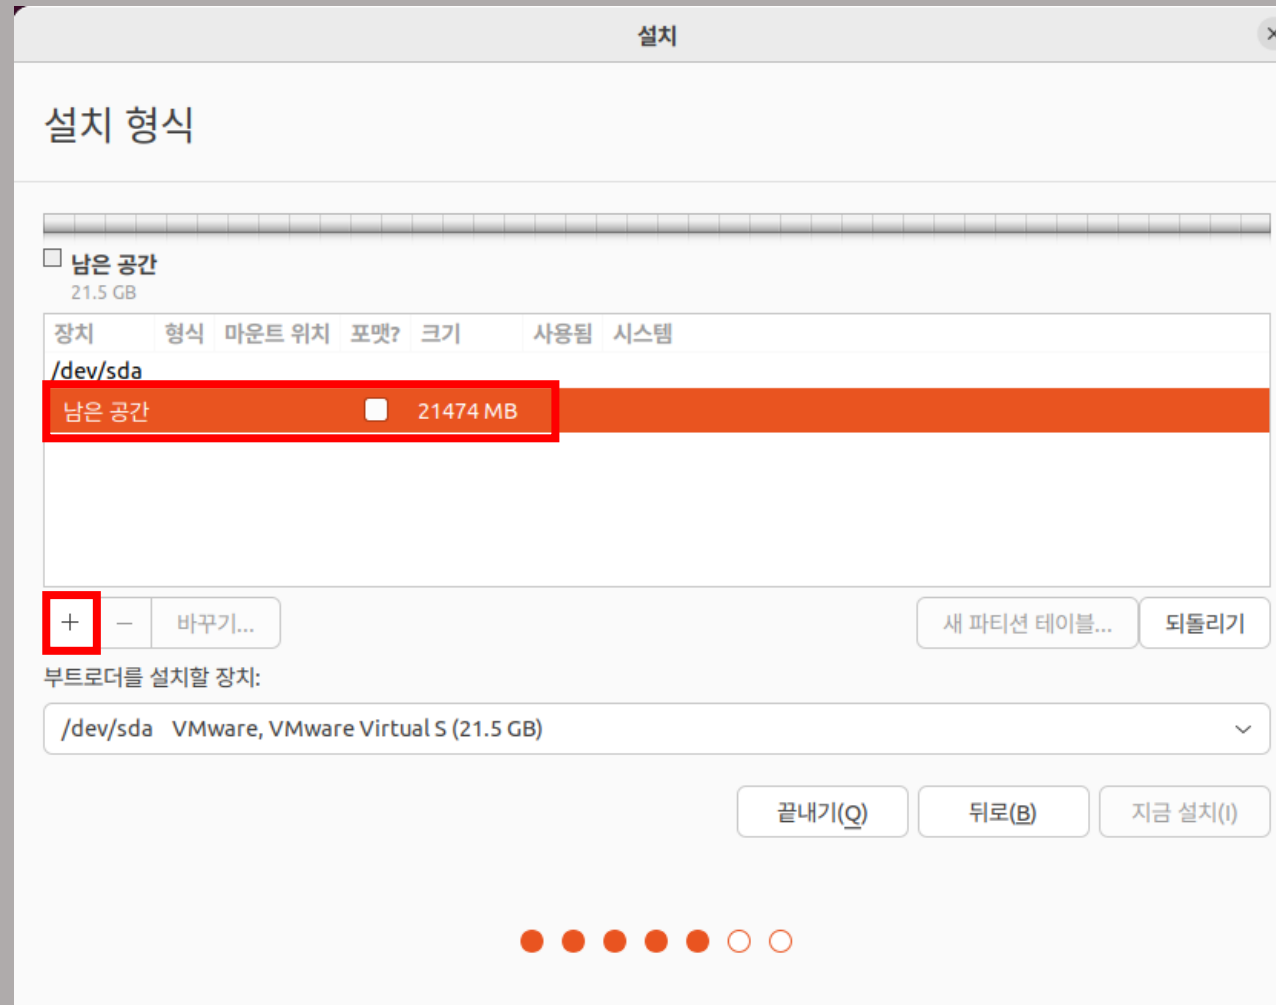 설치
설치 형식
남은 공간
21.5 GB
장치 형식 마운트 위치 포맷? 크기 사용됨 시스템
/dev/sda
남은 공간 21474 MB
+ − 바꾸기... 새 파티션 테이블... 되돌리기
부트로더를 설치할 장치:
/dev/sda VMware, VMware Virtual S (21.5 GB)
끝내기(Q) 뒤로(B) 지금 설치(I)